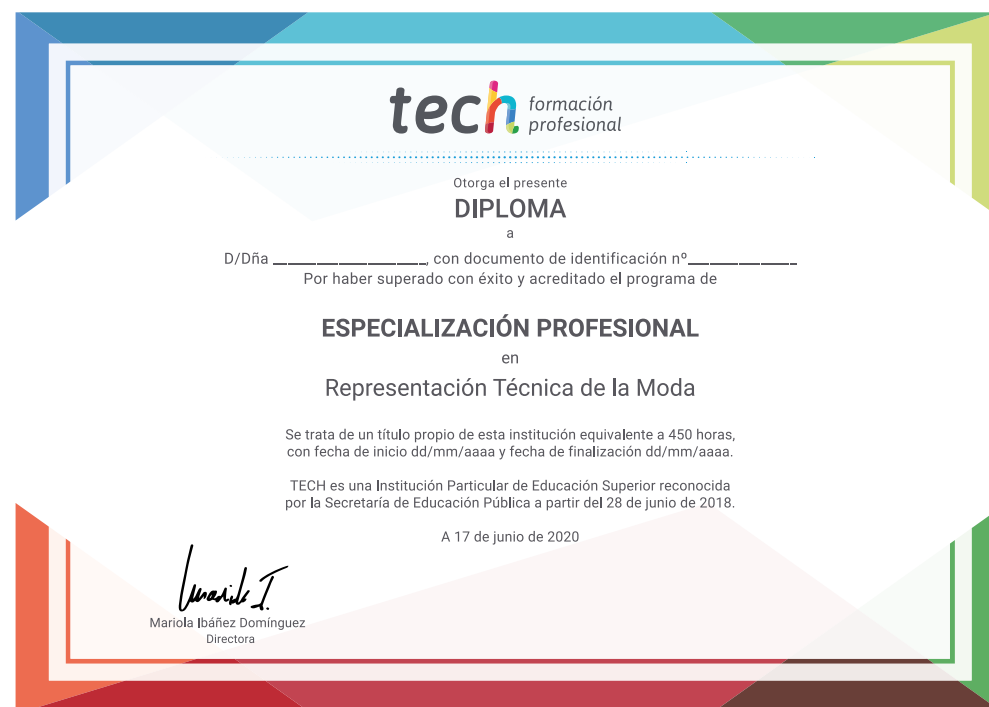 tech formación
profesional
Otorga el presente
DIPLOMA
a
D/Dña ____________________, con documento de identificación nº______________
Por haber superado con éxito y acreditado el programa de
ESPECIALIZACIÓN PROFESIONAL
en
Representación Técnica de la Moda
Se trata de un título propio de esta institución equivalente a 450 horas,
con fecha de inicio dd/mm/aaaa y fecha de finalización dd/mm/aaaa.
TECH es una Institución Particular de Educación Superior reconocida
por la Secretaría de Educación Pública a partir del 28 de junio de 2018.
A 17 de junio de 2020
Mariola Ibáñez Domínguez
Directora